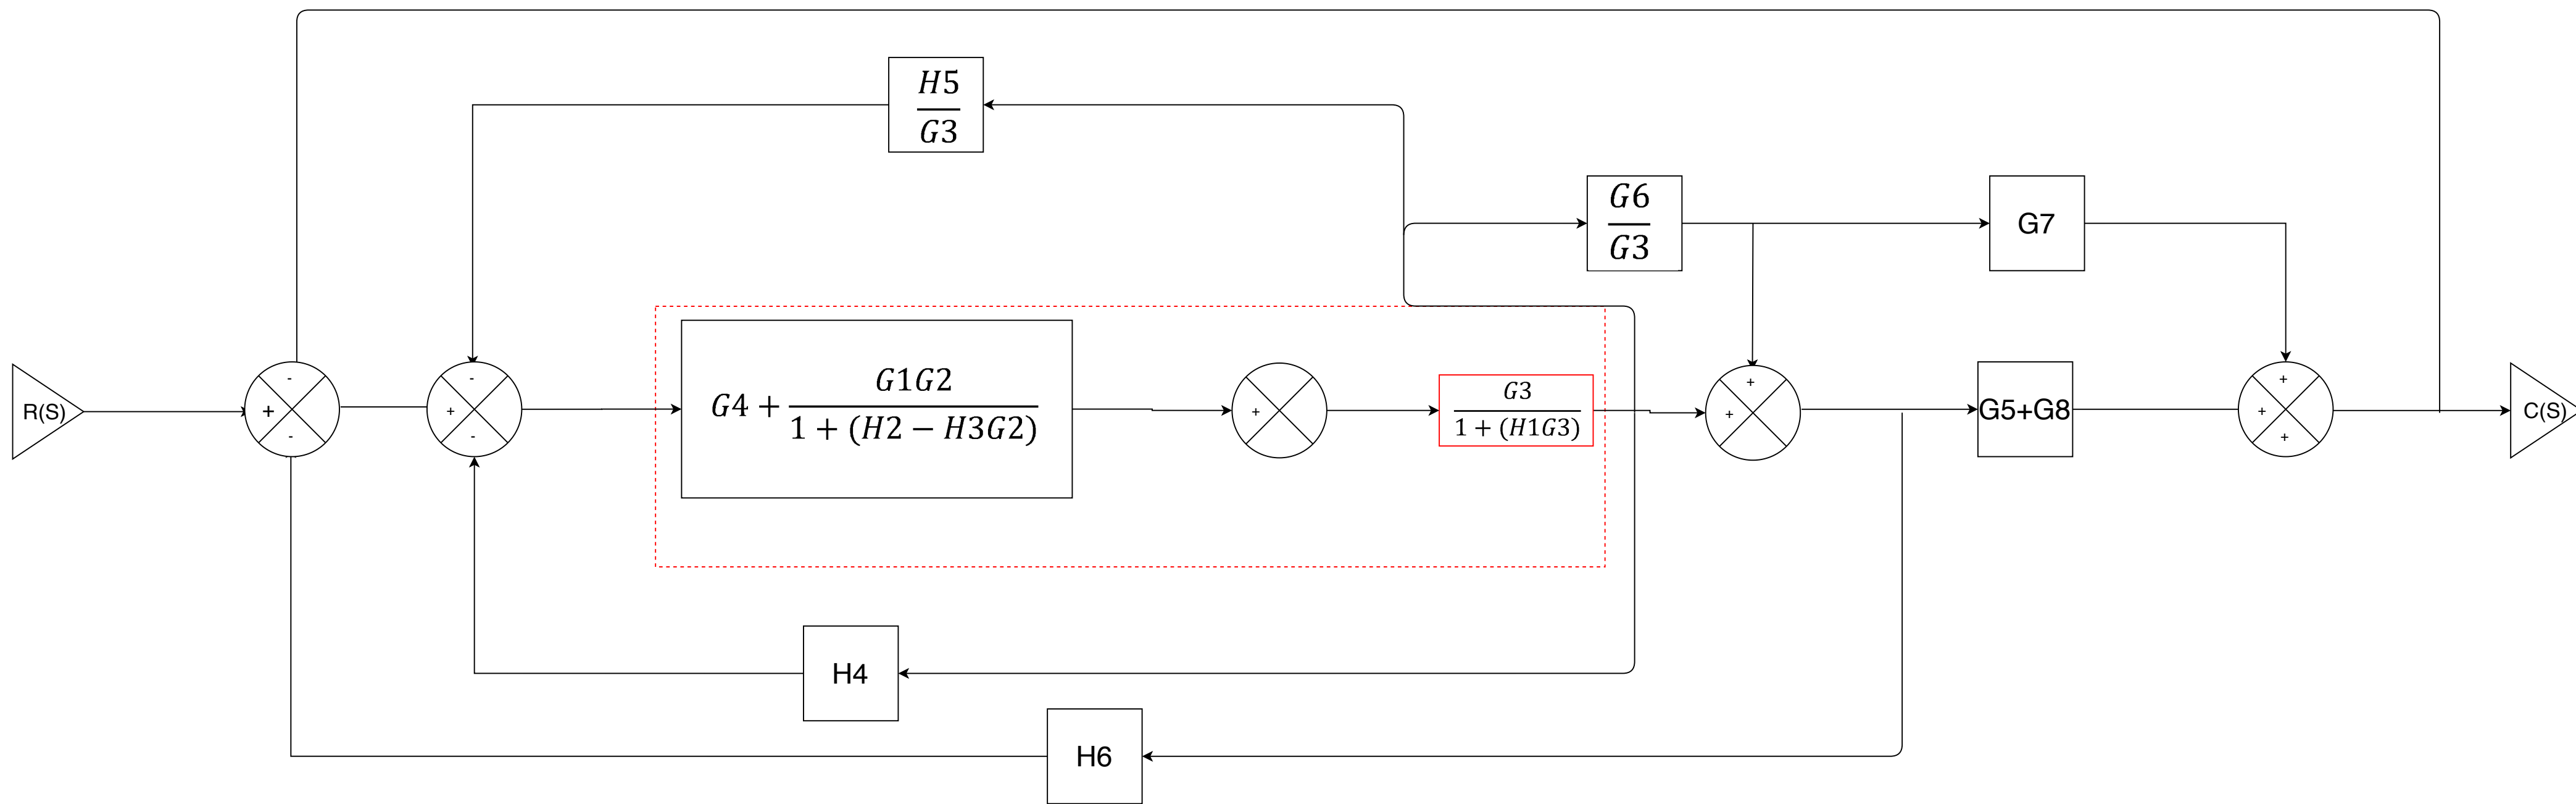 H5
G3
G6
G3
G7
R(S)
-
+
-
-
+
-
G4 + G1G2
1 + (H2 − H3G2)
+
G3
1 + (H1G3)
+
+
G5+G8
+
+
+
C(S)
H4
H6